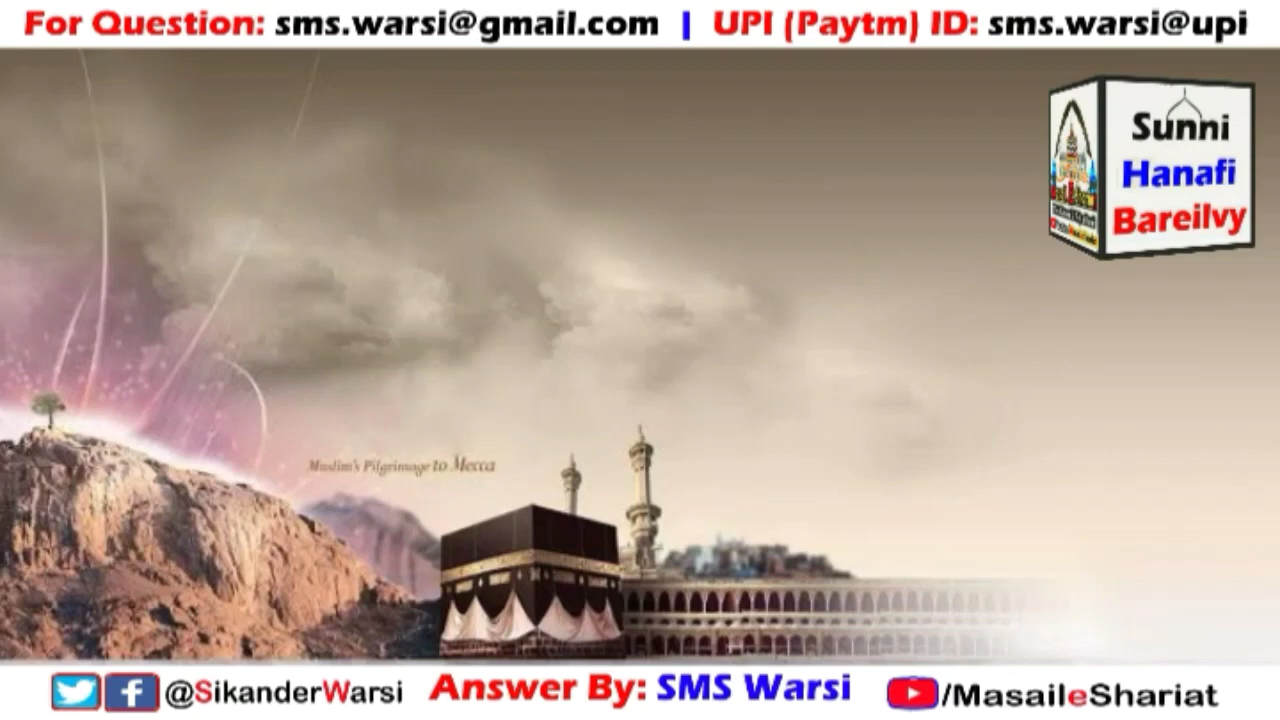 For Question: sms.warsi@gmail.com | UPI (Paytm) ID: sms.warsi@upi
Sunni
Hanafi
Bareilvy
Muslim's Pilgrimage to Mecca
@SikanderWarsi Answer By: SMS Warsi /MasaileShariat